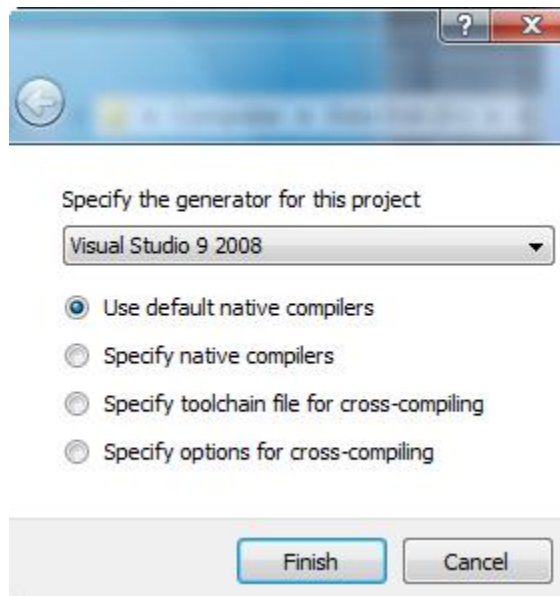 Specify the generator for this project
Visual Studio 9 2008
Use default native compilers
Specify native compilers
Specify toolchain file for cross-compiling
Specify options for cross-compiling
Finish
Cancel